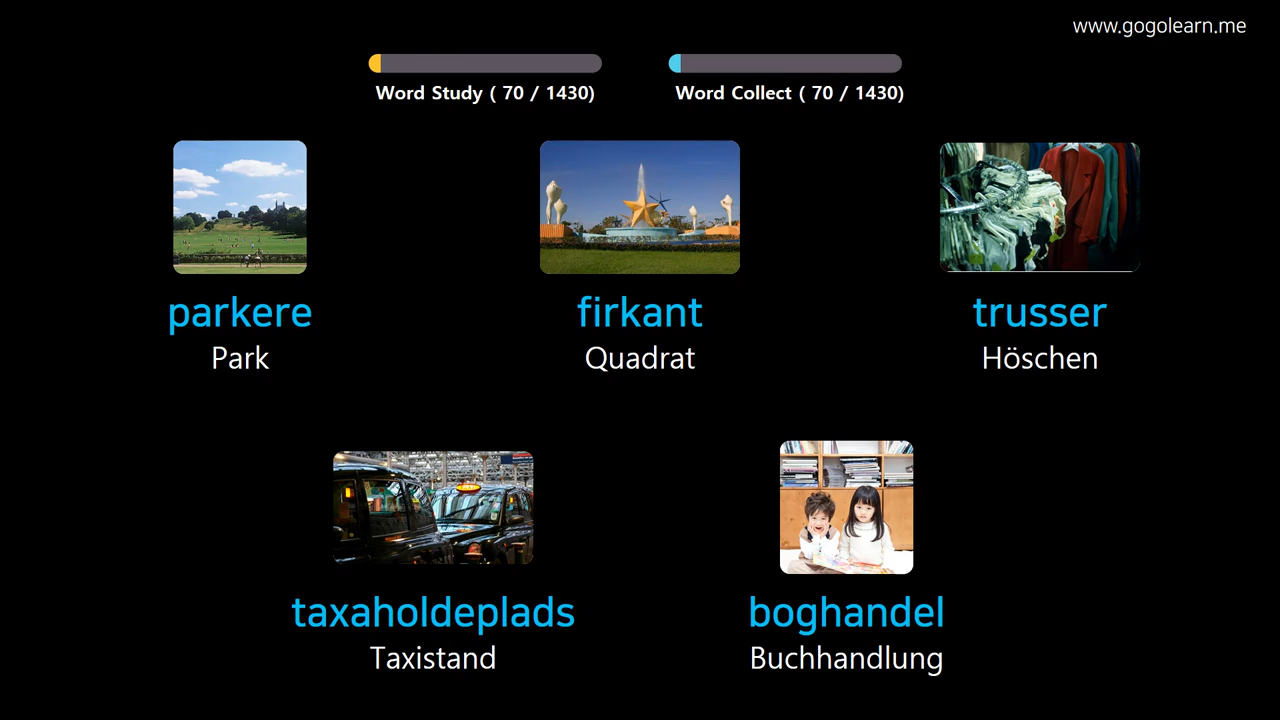 www.gogolearn.me
Word Study ( 70 / 1430)
Word Collect ( 70 / 1430)
parkere
Park
firkant
Quadrat
trusser
Höschen
taxaholdeplads
Taxistand
boghandel
Buchhandlung